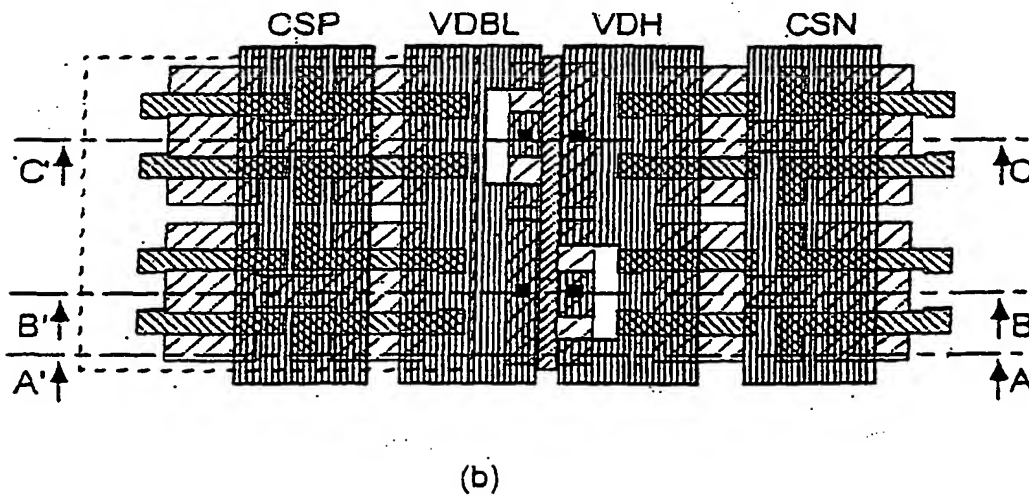 CSP VDBL VDH CSN
C' C
B' B
A' A
(b)